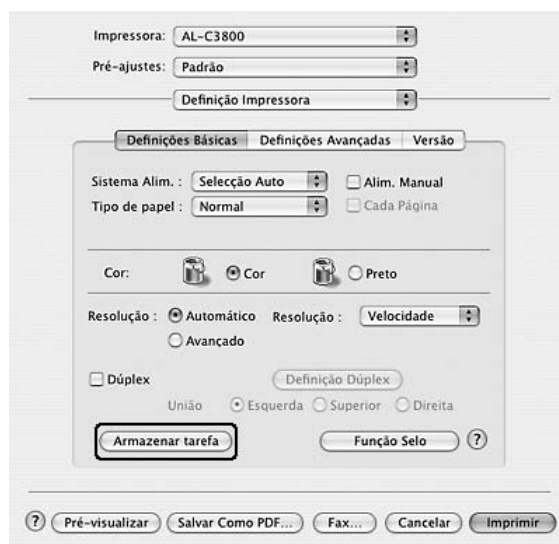 Impressora: AL-C3800
Pré-ajustes: Padrão
Definição Impressora
Definições Básicas Definições Avançadas Versão
Sistema Alim. : Selecção Auto Alim. Manual
Tipo de papel : Normal Cada Página
Cor: Cor Preto
Resolução : Automático Resolução : Velocidade
Avançado
Dúplex Definição Dúplex
União Esquerda Superior Direita
Armazenar tarefa Função Selo ?
? Pré-visualizar Salvar Como PDF... Fax... Cancelar Imprimir